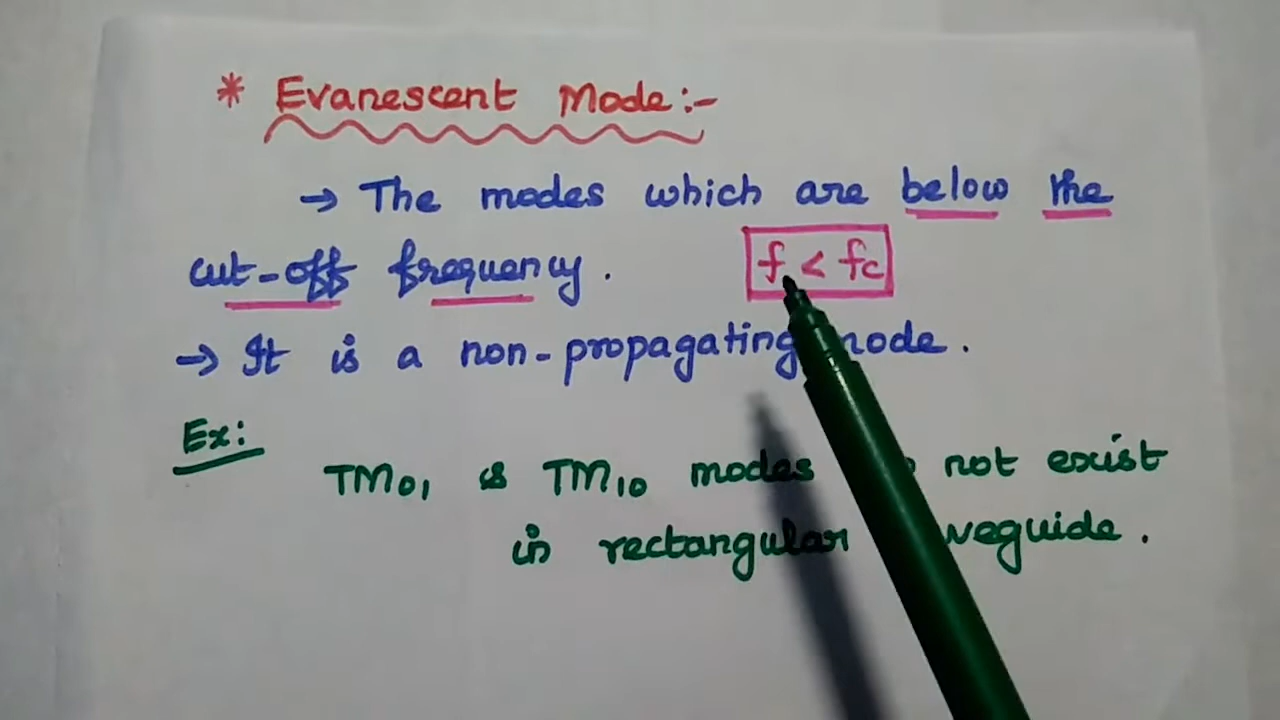 * Evanescent Mode:-
→ The modes which are below the
cut-off frequency. f < fc
→ It is a non-propagating mode.
Ex:
TM01 & TM10 modes not exist
in rectangular